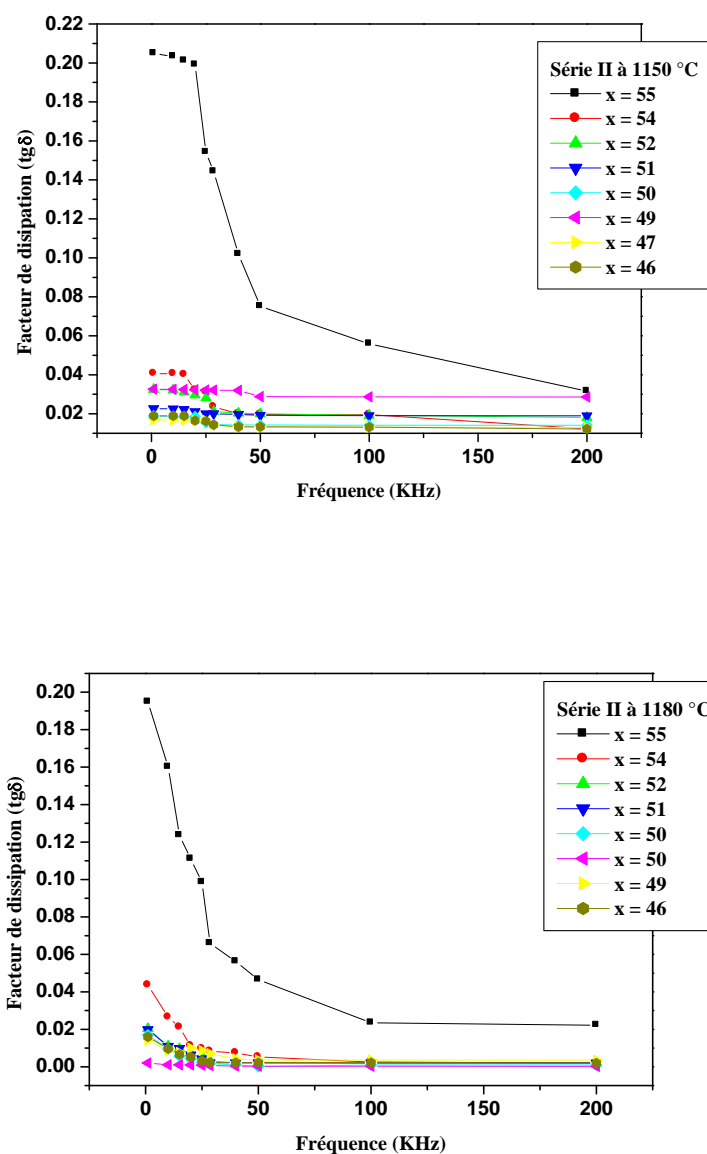 0.22
0.20
0.18
0.16
0.14
0.12
0.10
0.08
0.06
0.04
0.02
Facteur de disipation (tgδ)
0
50
100
150
200
Fréquence (KHz)
Série II à 1150 °C
x = 55
x = 54
x = 52
x = 51
x = 50
x = 49
x = 47
x = 46
0.20
0.18
0.16
0.14
0.12
0.10
0.08
0.06
0.04
0.02
0.00
Facteur de dissipation (tgδ)
0
50
100
150
200
Fréquence (KHz)
Série II à 1180 °C
x = 55
x = 54
x = 52
x = 51
x = 50
x = 50
x = 49
x = 46